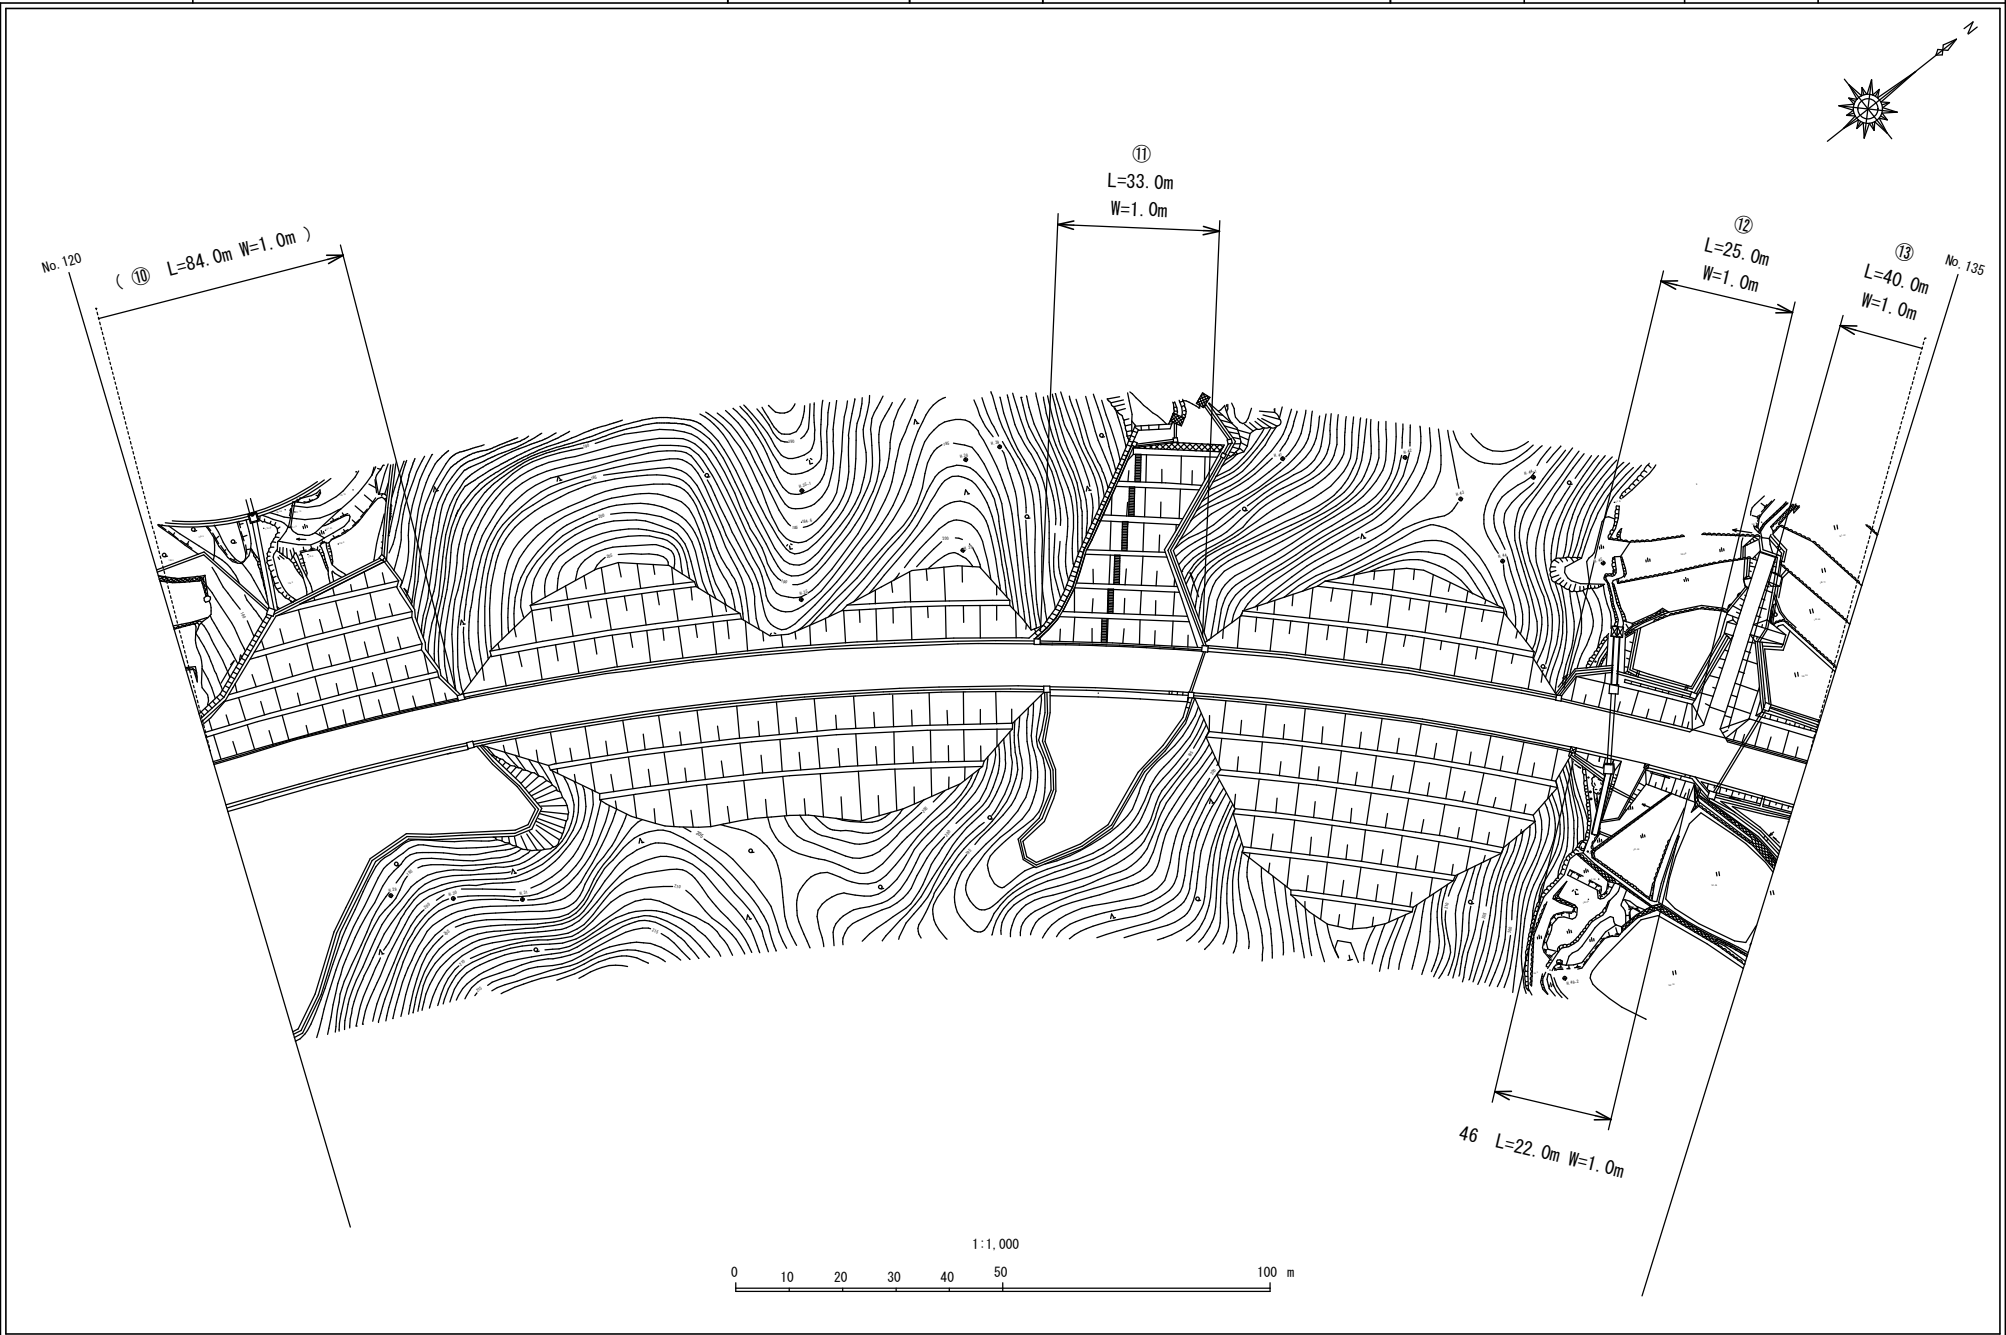 N
⑪
L=33.0m
W=1.0m
⑫
L=25.0m
W=1.0m
⑬
L=40.0m
W=1.0m
No.135
No.120
( ⑩ L=84.0m W=1.0m )
46 L=22.0m W=1.0m
1:1,000
0 10 20 30 40 50 100 m